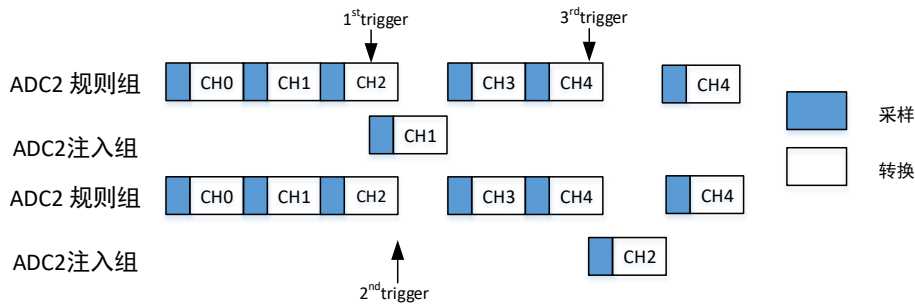 1st trigger 3rd trigger
ADC2 规则组 CH0 CH1 CH2 CH3 CH4 CH4
采样
ADC2注入组 CH1
转换
ADC2 规则组 CH0 CH1 CH2 CH3 CH4 CH4
ADC2注入组 CH2
2nd trigger